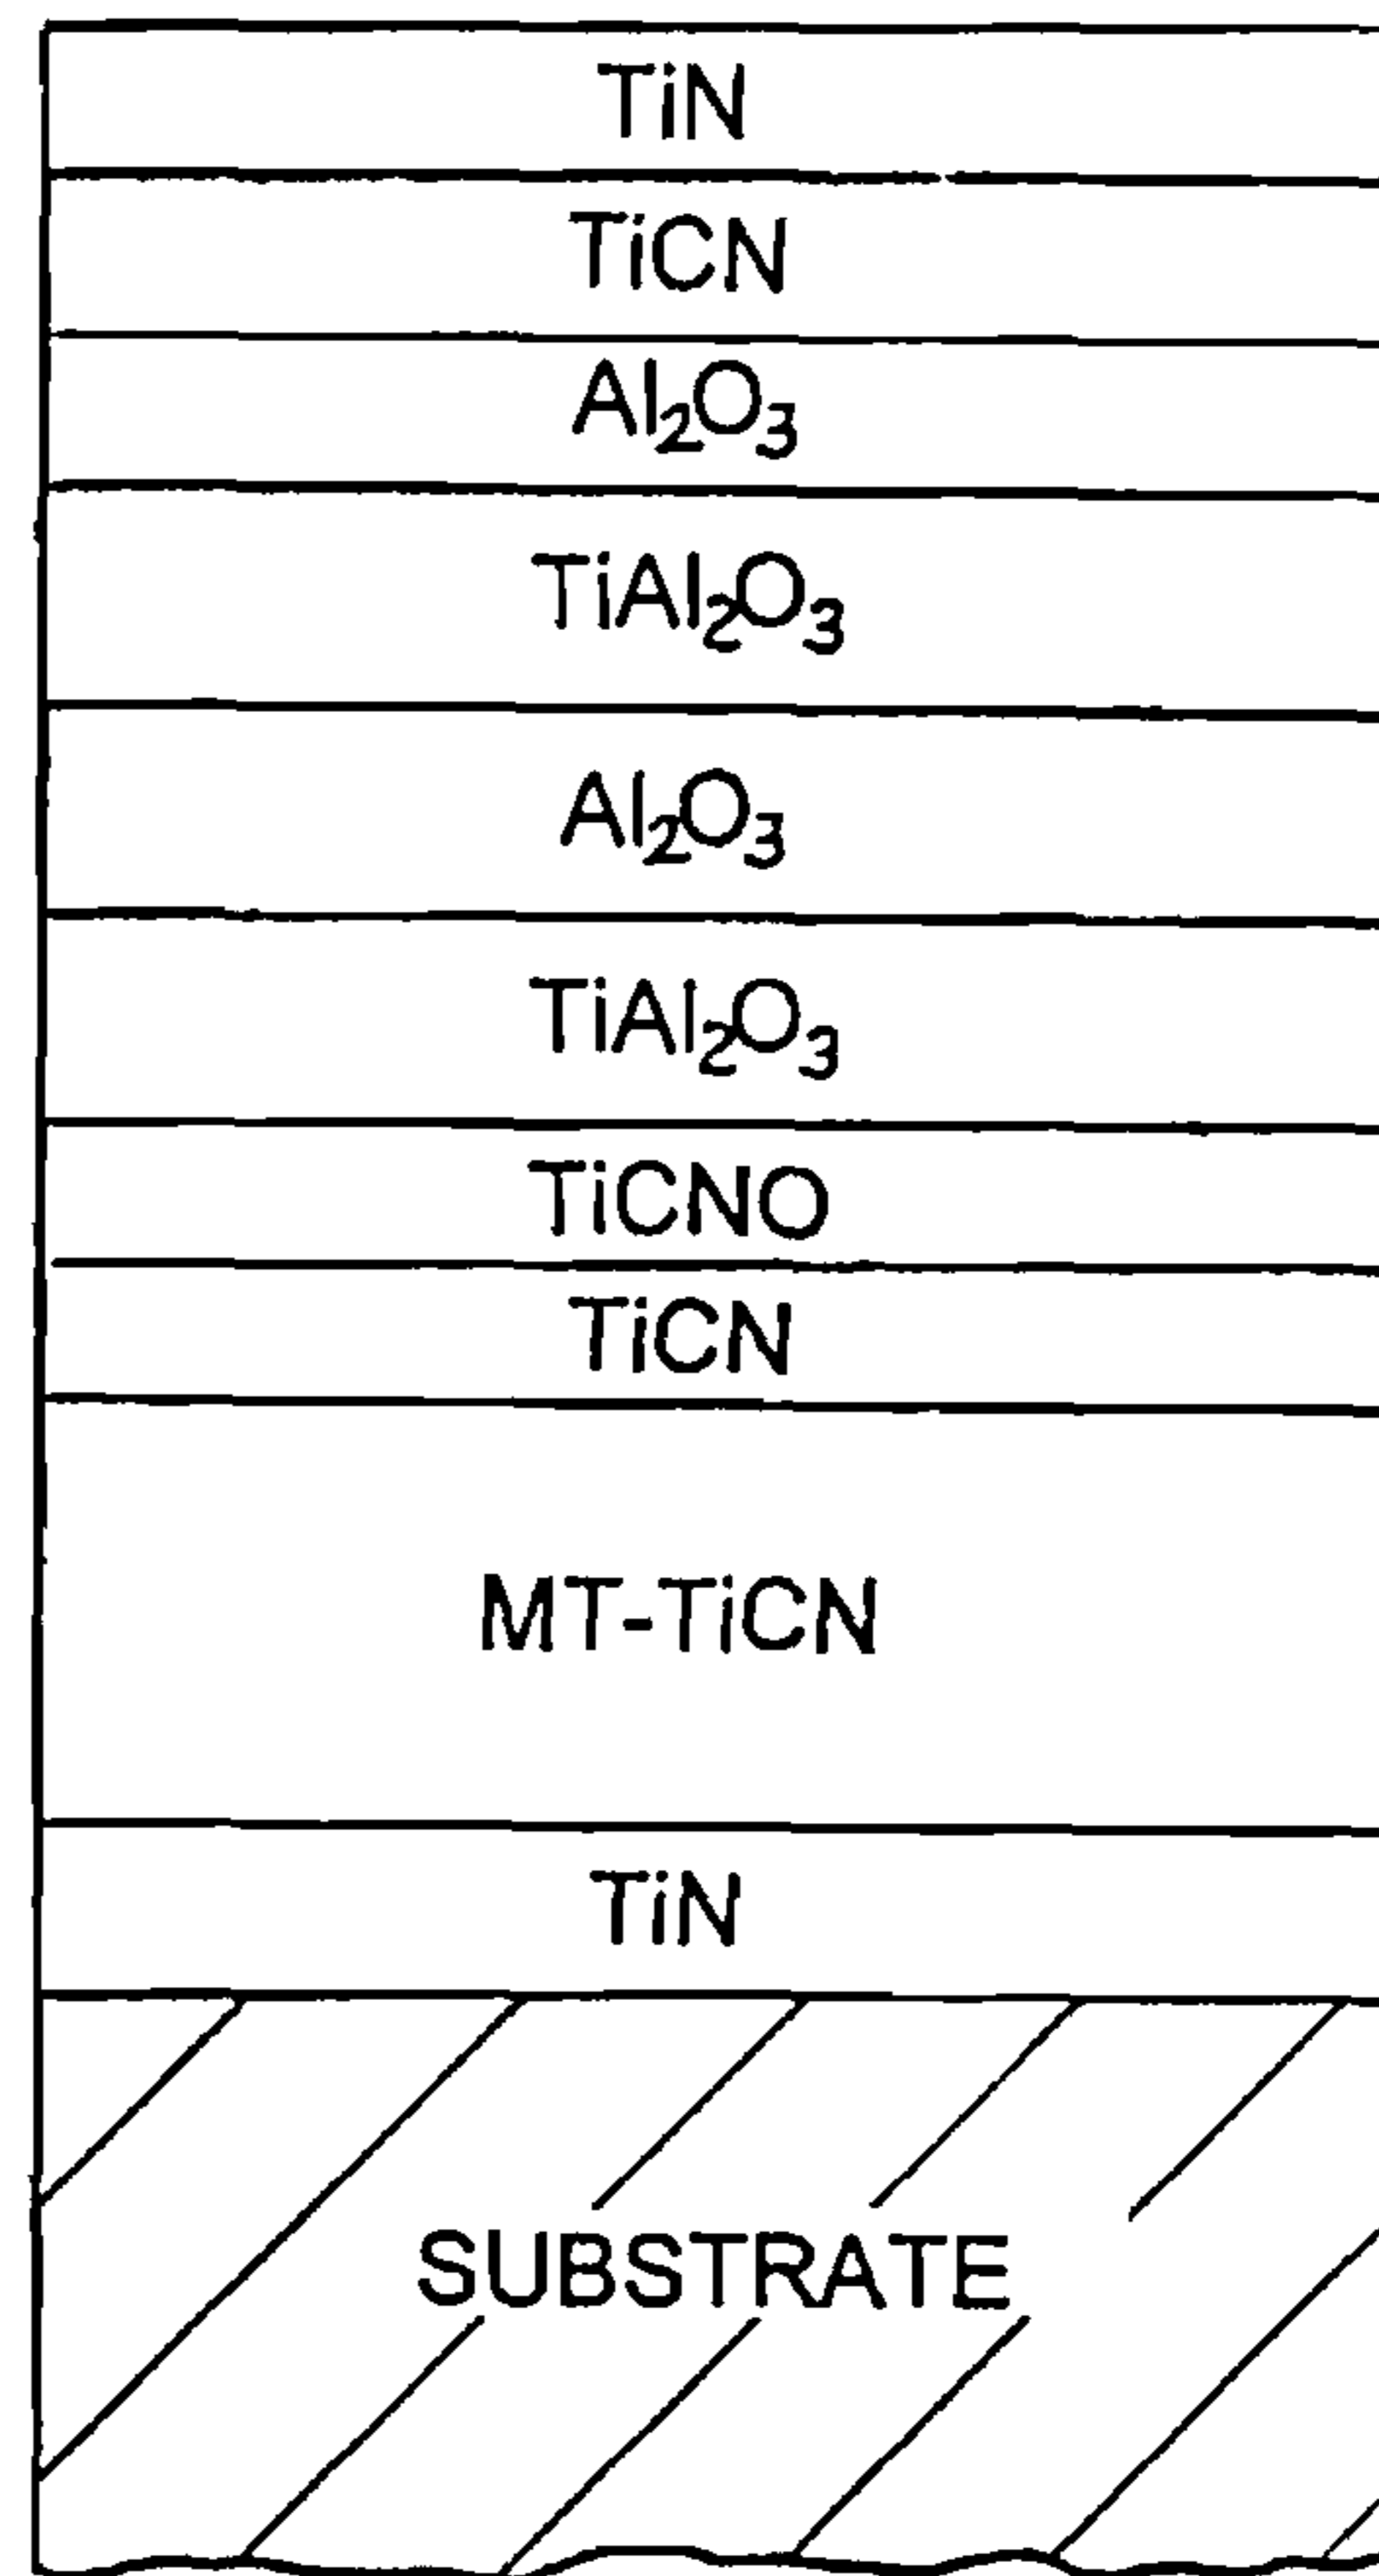 TiN
TiCN
Al₂O₃
TiAl₂O₃
Al₂O₃
TiAl₂O₃
TiCNO
TiCN
MT-TiCN
TiN
SUBSTRATE